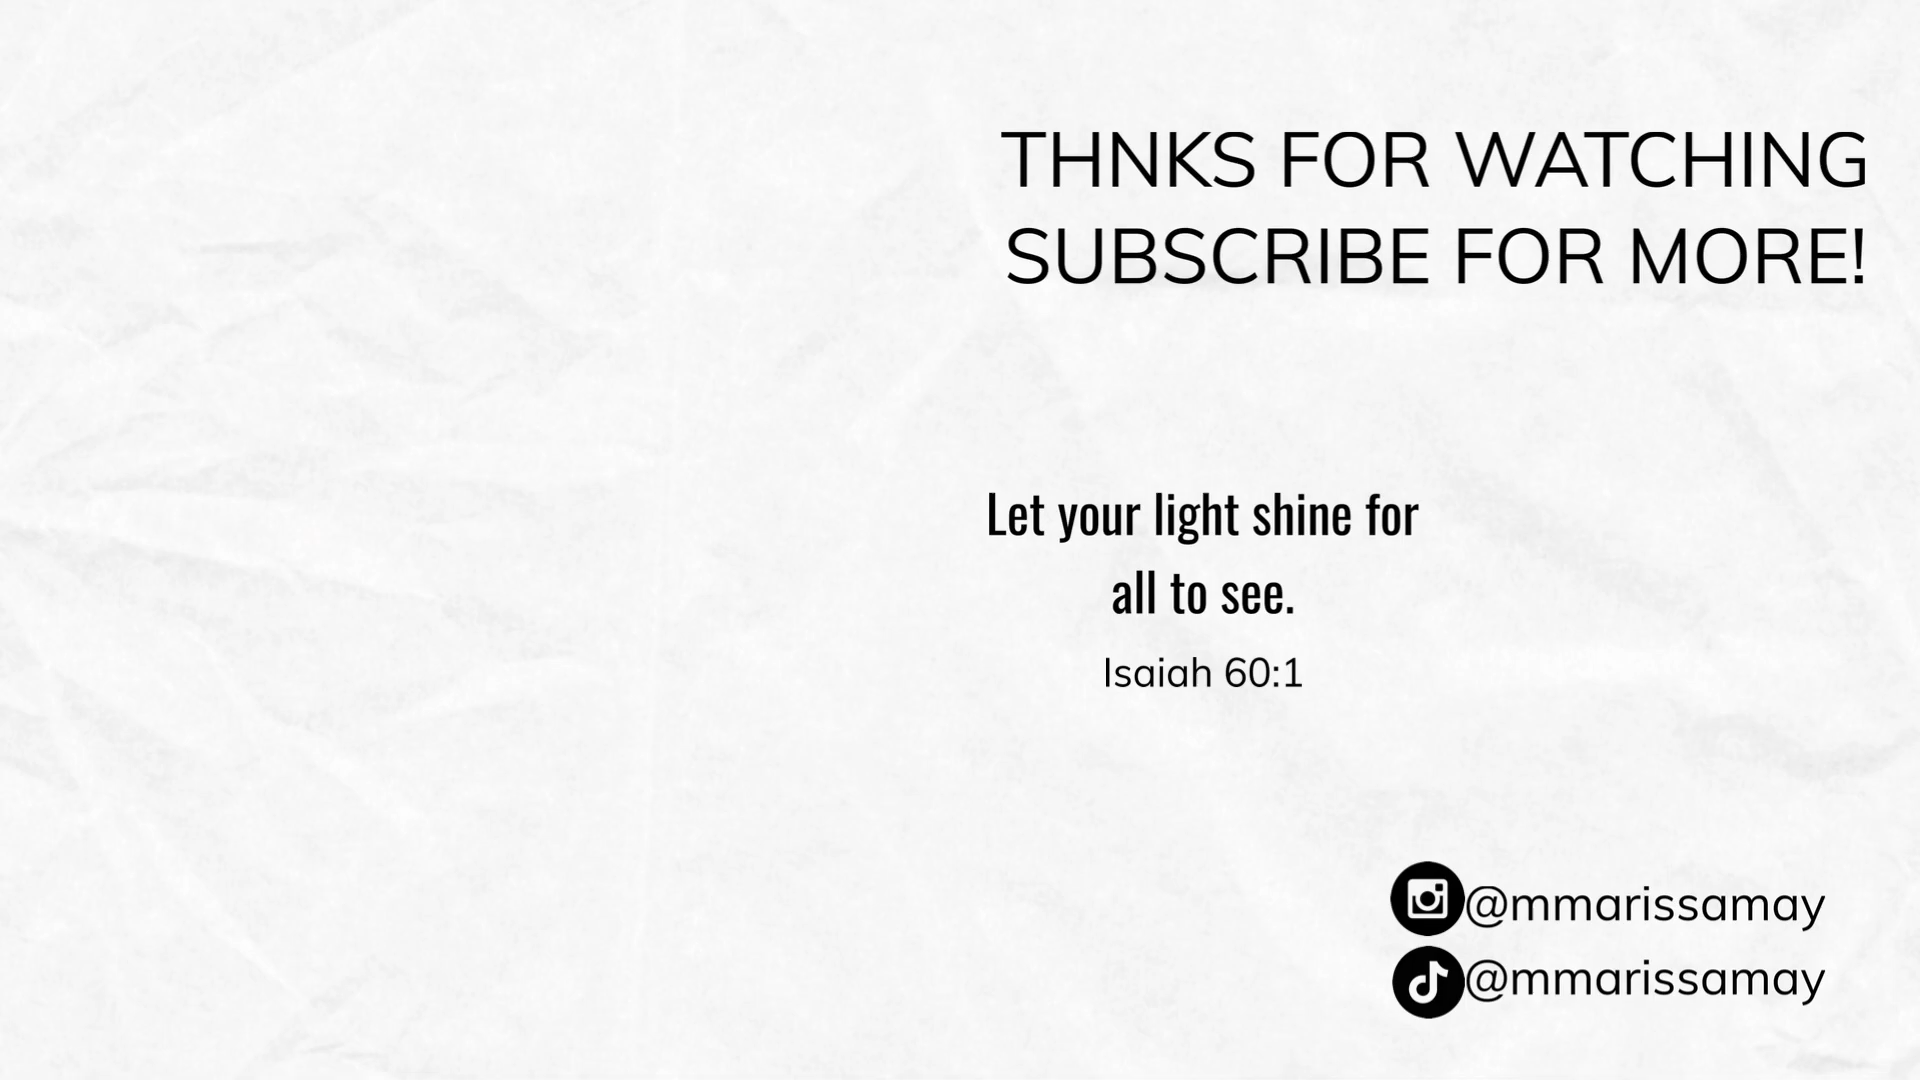 THNKS FOR WATCHING
SUBSCRIBE FOR MORE!
Let your light shine for
all to see.
Isaiah 60:1
@mmarissamay
@mmarissamay